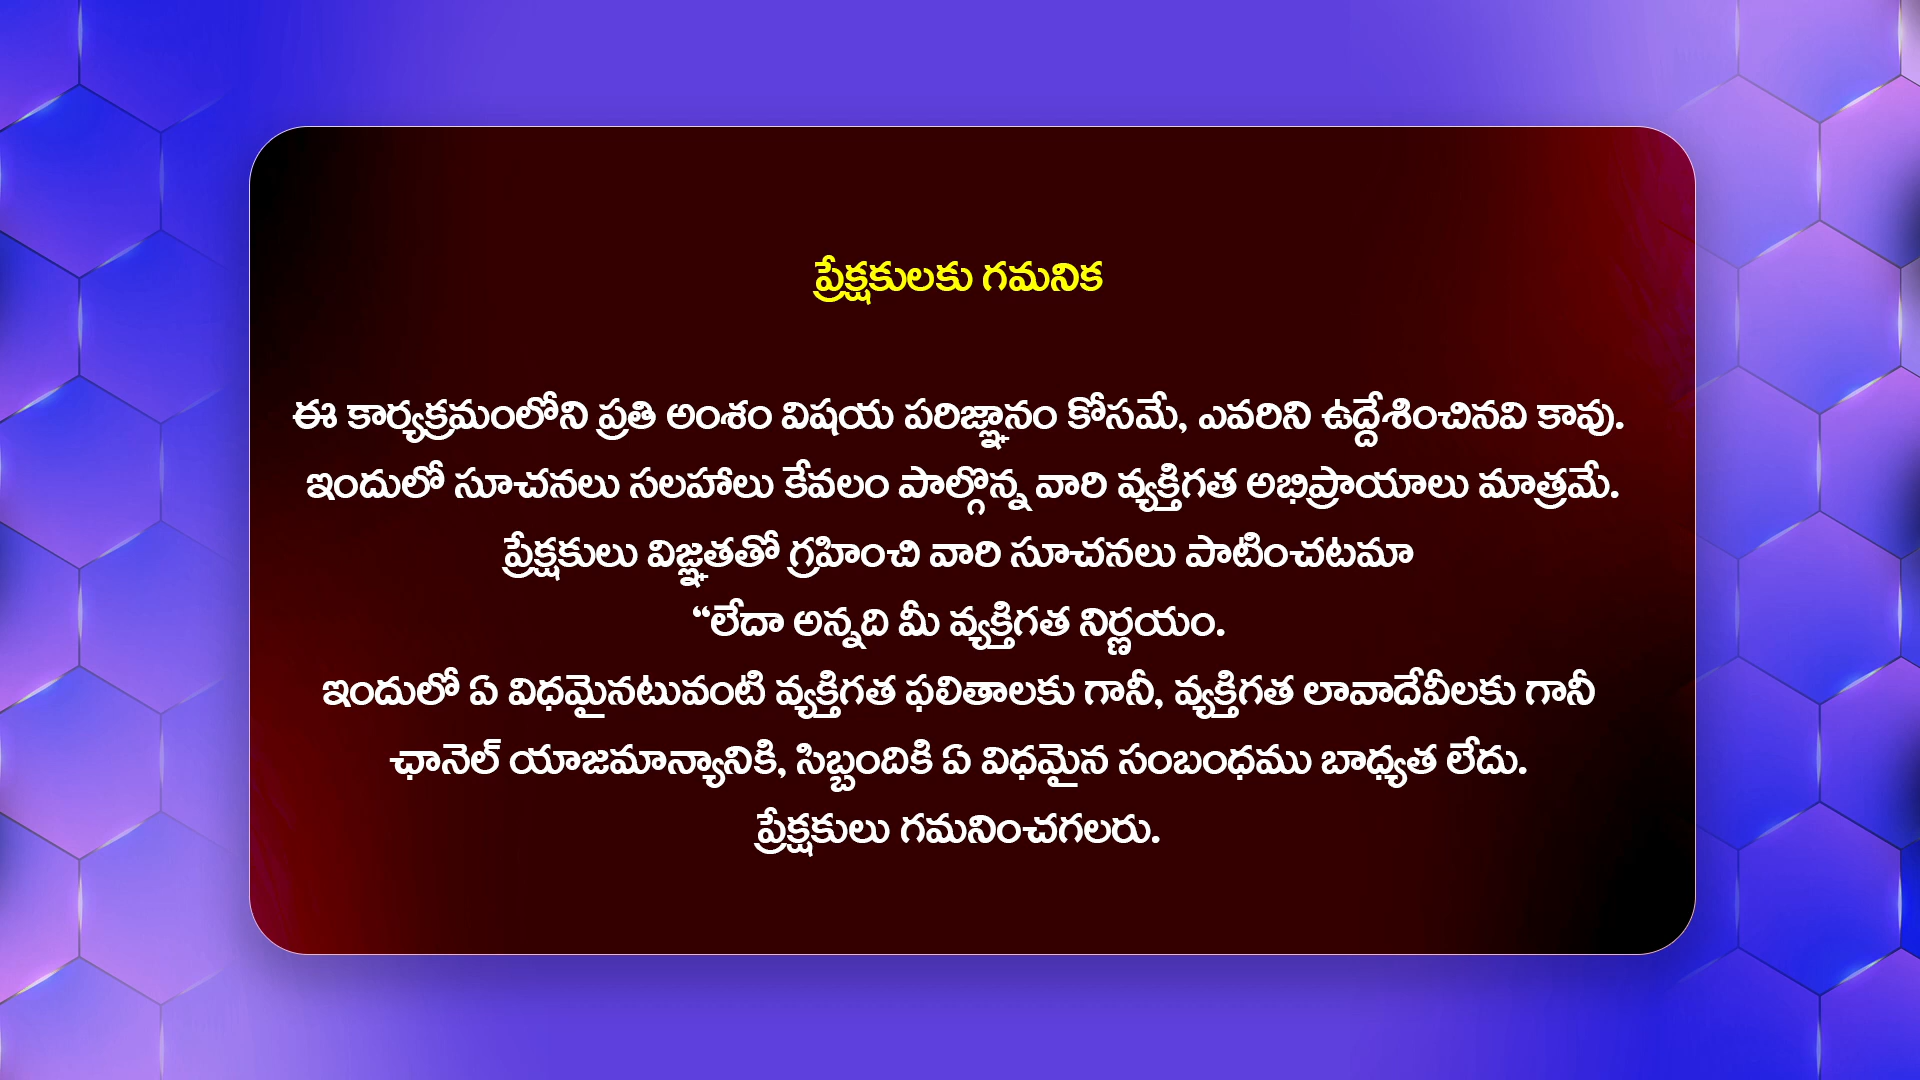 ప్రేక్షకులకు గమనిక
ఈ కార్యక్రమంలోని ప్రతి అంశం విషయ పరిజ్ఞానం కోసమే, ఎవరిని ఉద్దేశించినవి కావు.
ఇందులో సూచనలు సలహాలు కేవలం పాల్గొన్న వారి వ్యక్తిగత అభిప్రాయాలు మాత్రమే.
ప్రేక్షకులు విజ్ఞతతో గ్రహించి వారి సూచనలు పాటించటమా
“లేదా అన్నది మీ వ్యక్తిగత నిర్ణయం.
ఇందులో ఏ విధమైనటువంటి వ్యక్తిగత ఫలితాలకు గానీ, వ్యక్తిగత లావాదేవీలకు గానీ
ఛానెల్ యాజమాన్యానికి, సిబ్బందికి ఏ విధమైన సంబంధము బాధ్యత లేదు.
ప్రేక్షకులు గమనించగలరు.